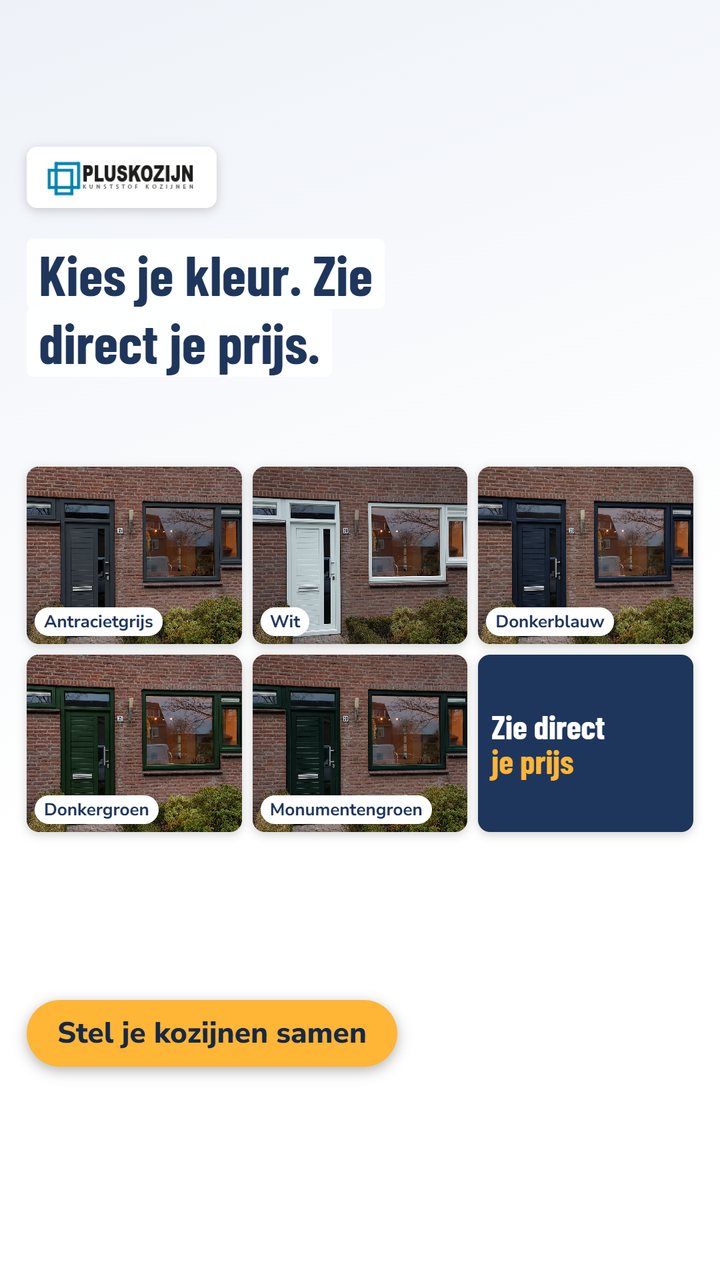 PLUSKOZIJN
KUNSTSTOF KOZIJNEN
Kies je kleur. Zie
direct je prijs.
Antracietgrijs
Wit
Donkerblauw
Donkergroen
Monumentengroen
Zie direct
je prijs
Stel je kozijnen samen